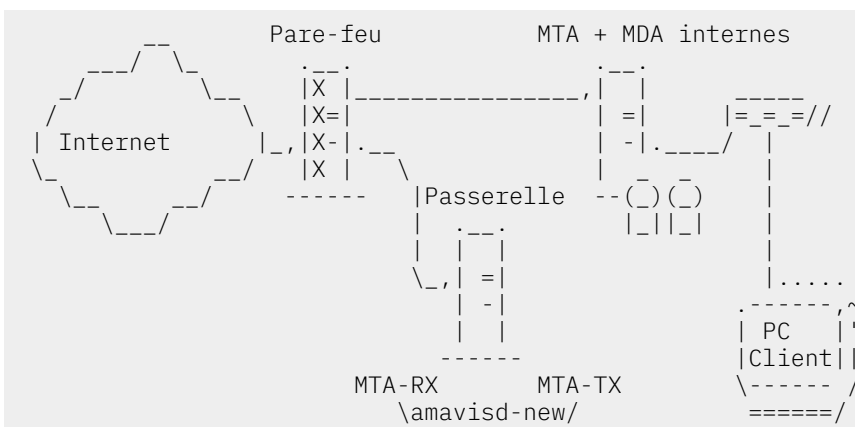 Pare-feu MTA + MDA internes
Internet
Passerelle
PC
Client
MTA-RX MTA-TX
\amavisd-new/